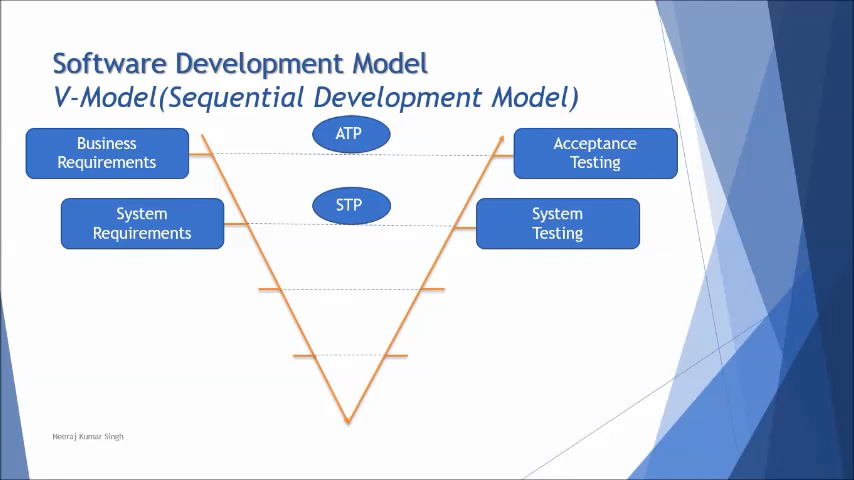 Software Development Model
V-Model(Sequential Development Model)
ATP
Business
Requirements
Acceptance
Testing
STP
System
Requirements
System
Testing
Neeraj Kumar Singh